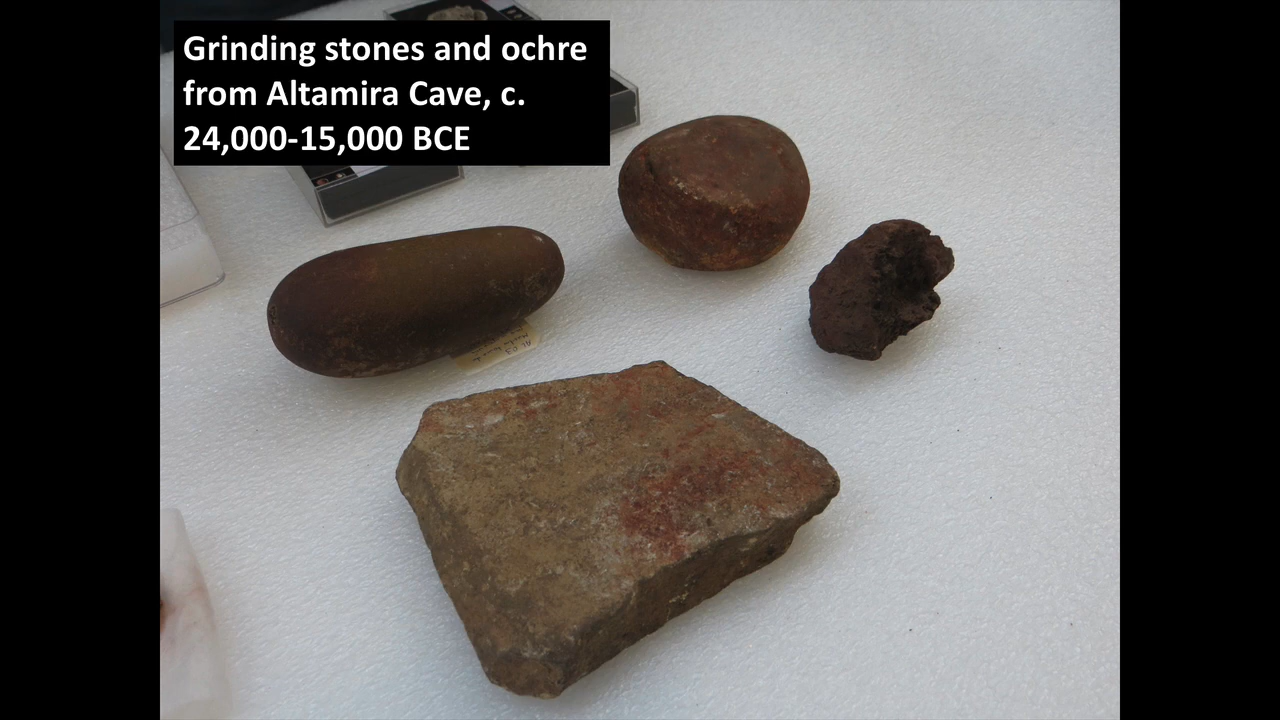 Grinding stones and ochre
from Altamira Cave, c.
24,000-15,000 BCE